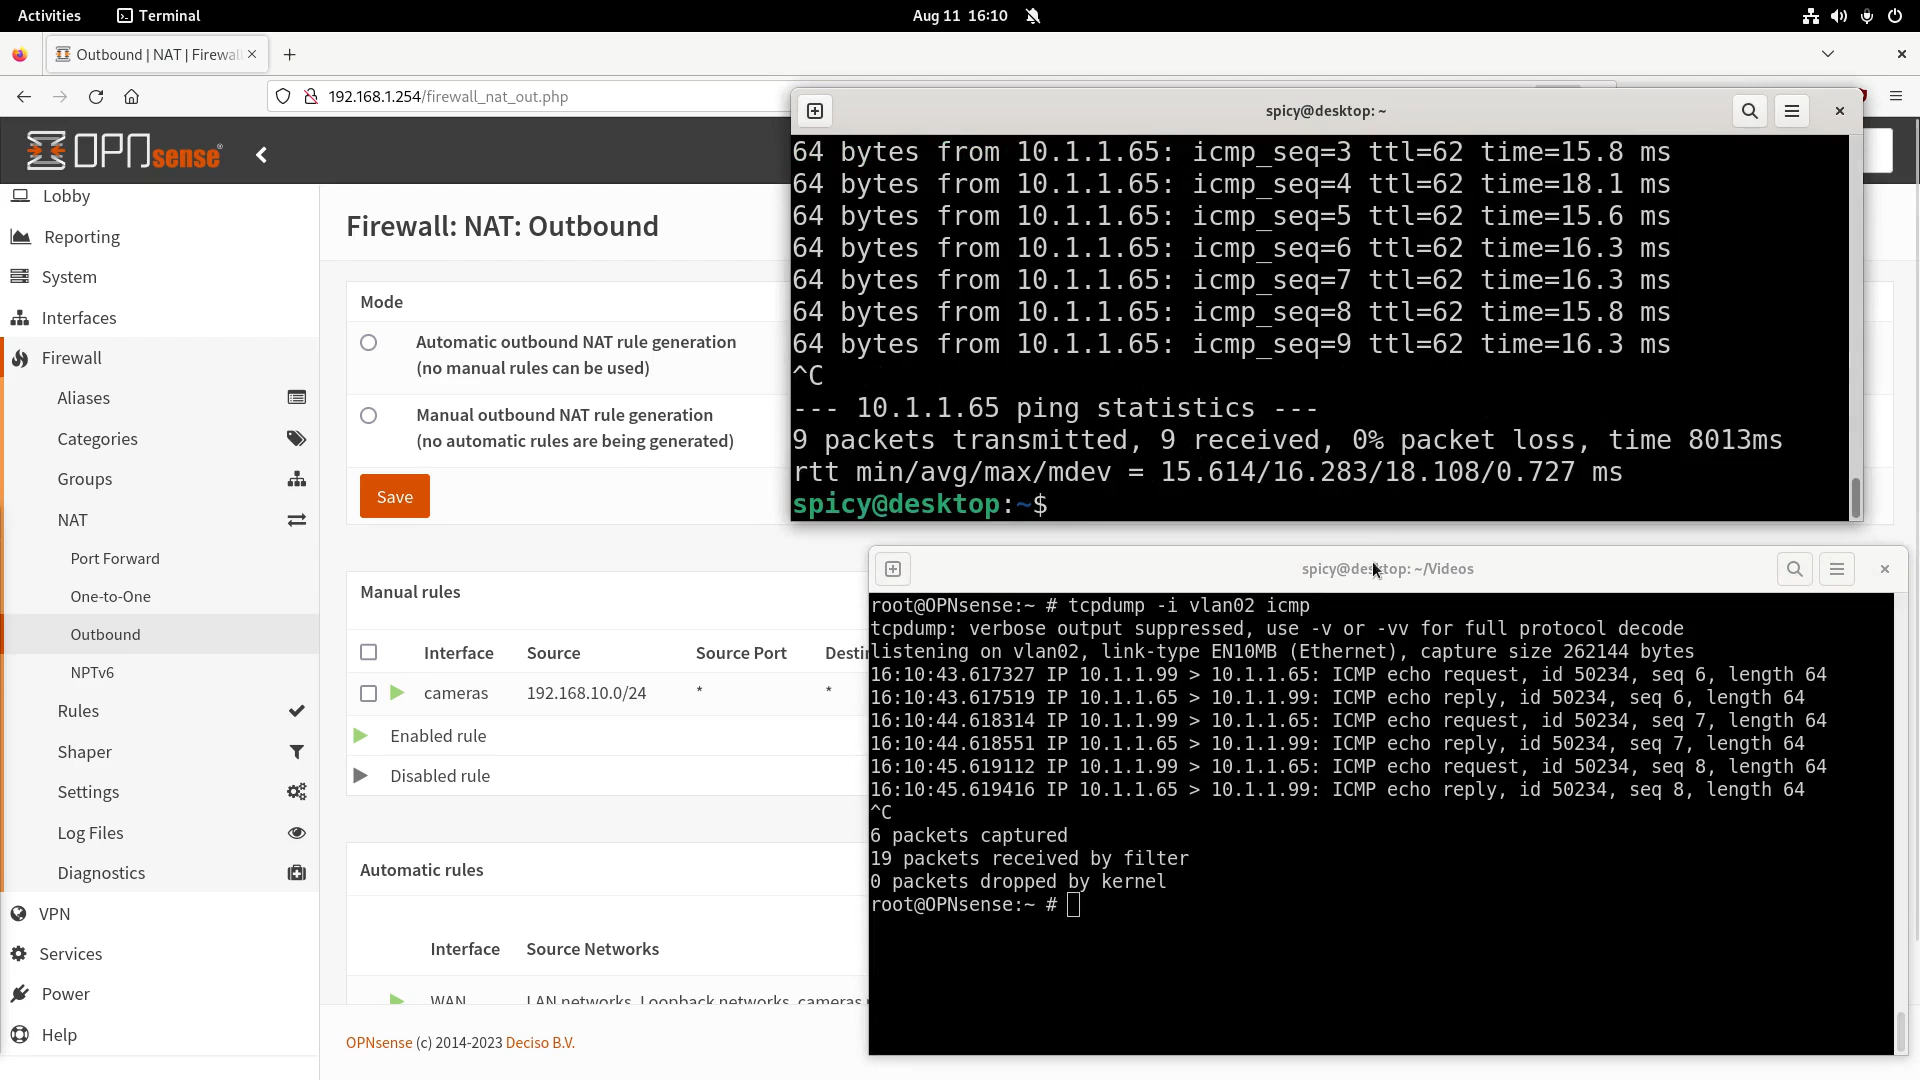 Activities
Terminal
Aug 11 16:10
Outbound | NAT | Firewal
192.168.1.254/firewall_nat_out.php
OPNsense
Lobby
Reporting
System
Interfaces
Firewall
Aliases
Categories
Groups
NAT
Port Forward
One-to-One
Outbound
NPTv6
Rules
Shaper
Settings
Log Files
Diagnostics
VPN
Services
Power
Help
Firewall: NAT: Outbound
Mode
Automatic outbound NAT rule generation
(no manual rules can be used)
Manual outbound NAT rule generation
(no automatic rules are being generated)
Save
Manual rules
Interface Source Source Port Destin
cameras 192.168.10.0/24 * *
Enabled rule
Disabled rule
Automatic rules
Interface Source Networks
WAN LAN networks, Loopback networks, cameras
OPNsense (c) 2014-2023 Deciso B.V.
spicy@desktop: ~
64 bytes from 10.1.1.65: icmp_seq=3 ttl=62 time=15.8 ms
64 bytes from 10.1.1.65: icmp_seq=4 ttl=62 time=18.1 ms
64 bytes from 10.1.1.65: icmp_seq=5 ttl=62 time=15.6 ms
64 bytes from 10.1.1.65: icmp_seq=6 ttl=62 time=16.3 ms
64 bytes from 10.1.1.65: icmp_seq=7 ttl=62 time=16.3 ms
64 bytes from 10.1.1.65: icmp_seq=8 ttl=62 time=15.8 ms
64 bytes from 10.1.1.65: icmp_seq=9 ttl=62 time=16.3 ms
^C
--- 10.1.1.65 ping statistics ---
9 packets transmitted, 9 received, 0% packet loss, time 8013ms
rtt min/avg/max/mdev = 15.614/16.283/18.108/0.727 ms
spicy@desktop:~$
spicy@desktop: ~/Videos
root@OPNsense:~ # tcpdump -i vlan02 icmp
tcpdump: verbose output suppressed, use -v or -vv for full protocol decode
listening on vlan02, link-type EN10MB (Ethernet), capture size 262144 bytes
16:10:43.617327 IP 10.1.1.99 > 10.1.1.65: ICMP echo request, id 50234, seq 6, length 64
16:10:43.617519 IP 10.1.1.65 > 10.1.1.99: ICMP echo reply, id 50234, seq 6, length 64
16:10:44.618314 IP 10.1.1.99 > 10.1.1.65: ICMP echo request, id 50234, seq 7, length 64
16:10:44.618551 IP 10.1.1.65 > 10.1.1.99: ICMP echo reply, id 50234, seq 7, length 64
16:10:45.619112 IP 10.1.1.99 > 10.1.1.65: ICMP echo request, id 50234, seq 8, length 64
16:10:45.619416 IP 10.1.1.65 > 10.1.1.99: ICMP echo reply, id 50234, seq 8, length 64
^C
6 packets captured
19 packets received by filter
0 packets dropped by kernel
root@OPNsense:~ #